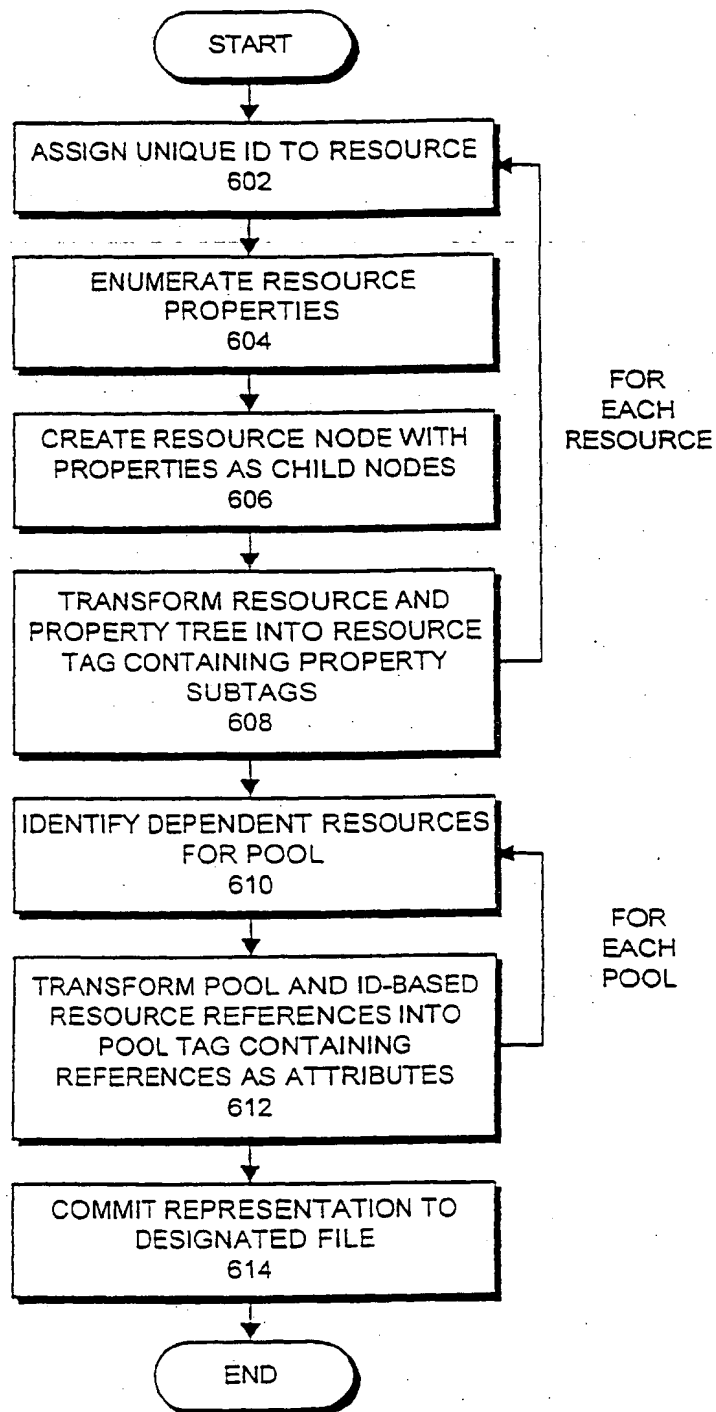 START
ASSIGN UNIQUE ID TO RESOURCE
602
ENUMERATE RESOURCE
PROPERTIES
604
CREATE RESOURCE NODE WITH
PROPERTIES AS CHILD NODES
606
TRANSFORM RESOURCE AND
PROPERTY TREE INTO RESOURCE
TAG CONTAINING PROPERTY
SUBTAGS
608
FOR
EACH
RESOURCE
IDENTIFY DEPENDENT RESOURCES
FOR POOL
610
TRANSFORM POOL AND ID-BASED
RESOURCE REFERENCES INTO
POOL TAG CONTAINING
REFERENCES AS ATTRIBUTES
612
FOR
EACH
POOL
COMMIT REPRESENTATION TO
DESIGNATED FILE
614
END